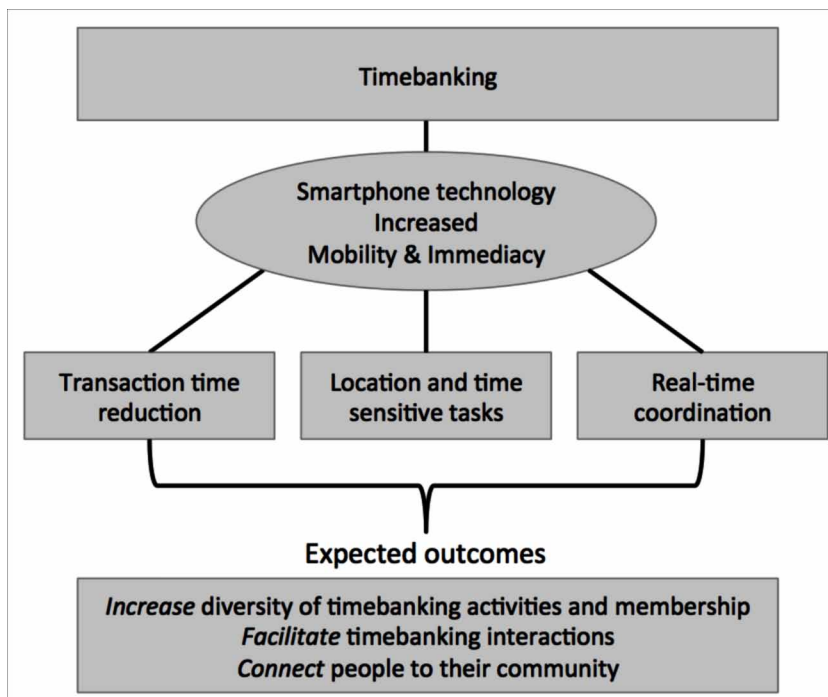 Timebanking
Smartphone technology
Increased
Mobility & Immediacy
Transaction time
reduction
Location and time
sensitive tasks
Real-time
coordination
Expected outcomes
Increase diversity of timebanking activities and membership
Facilitate timebanking interactions
Connect people to their community